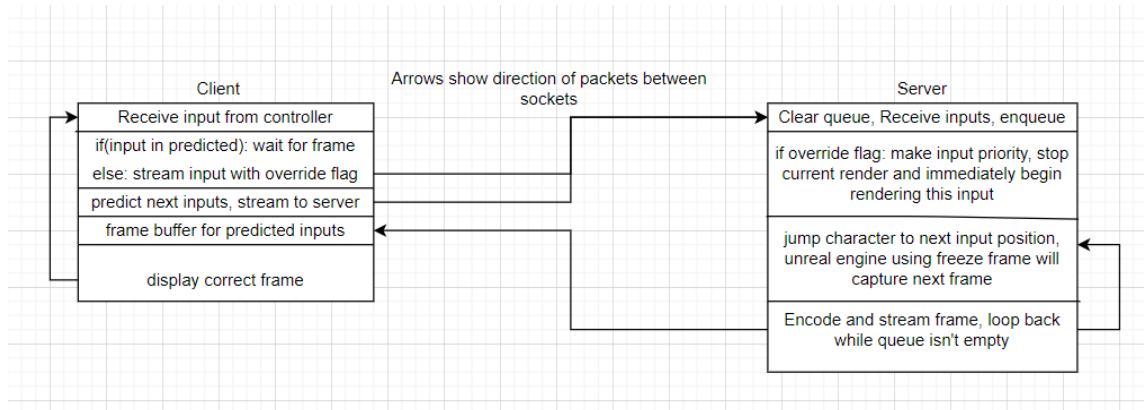 Arrows show direction of packets between
sockets
Client
Receive input from controller
if(input in predicted): wait for frame
else: stream input with override flag
predict next inputs, stream to server
frame buffer for predicted inputs
display correct frame
Server
Clear queue, Receive inputs, enqueue
if override flag: make input priority, stop
current render and immediately begin
rendering this input
jump character to next input position,
unreal engine using freeze frame will
capture next frame
Encode and stream frame, loop back
while queue isn't empty